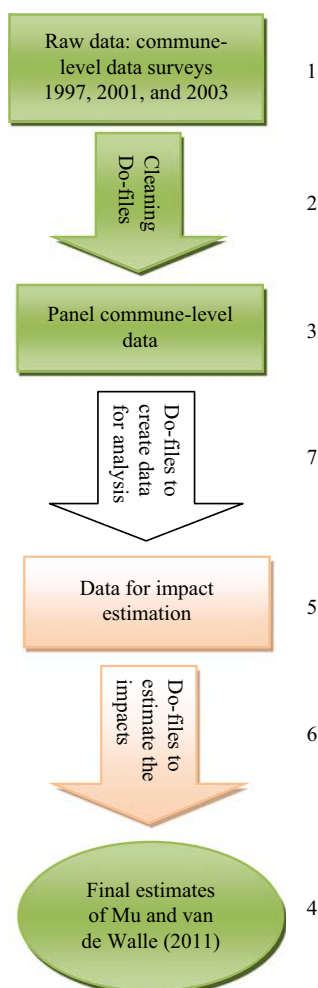 Raw data: commune-
level data surveys
1997, 2001, and 2003
1
Cleaning
Do-files
2
Panel commune-level
data
3
Do-files to
create data
for analysis
7
Data for impact
estimation
5
Do-files to
estimate the
impacts
6
Final estimates
of Mu and van
de Walle (2011)
4